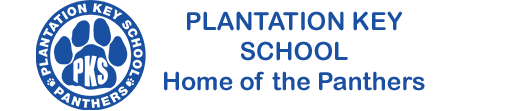 PLANTATION KEY SCHOOL
PKS
PANTHERS
PLANTATION KEY
SCHOOL
Home of the Panthers